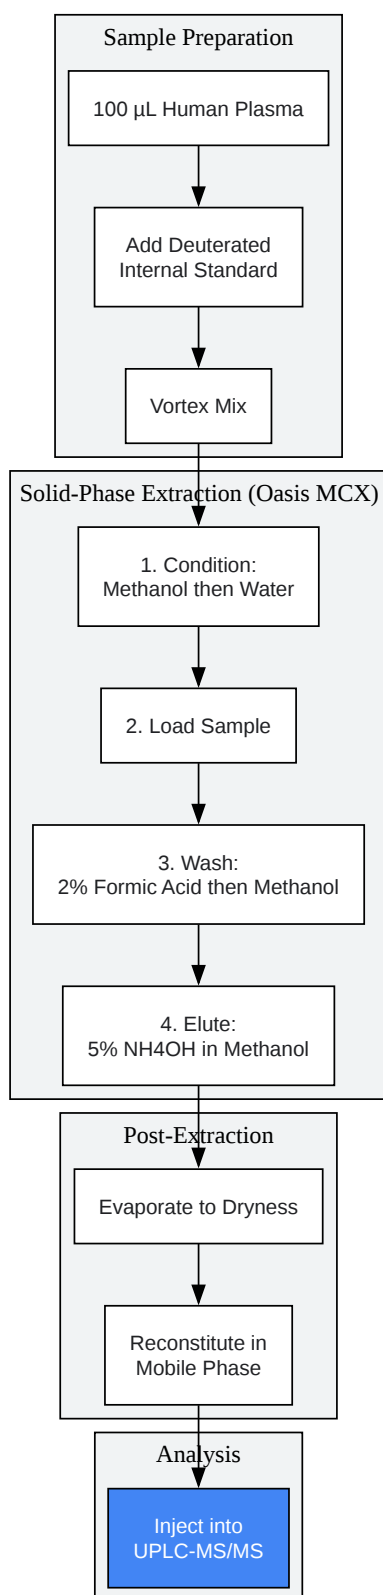 Sample Preparation
100 µL Human Plasma
Add Deuterated
Internal Standard
Vortex Mix
Solid-Phase Extraction (Oasis MCX)
1. Condition:
Methanol then Water
2. Load Sample
3. Wash:
2% Formic Acid then Methanol
4. Elute:
5% NH4OH in Methanol
Post-Extraction
Evaporate to Dryness
Reconstitute in
Mobile Phase
Analysis
Inject into
UPLC-MS/MS